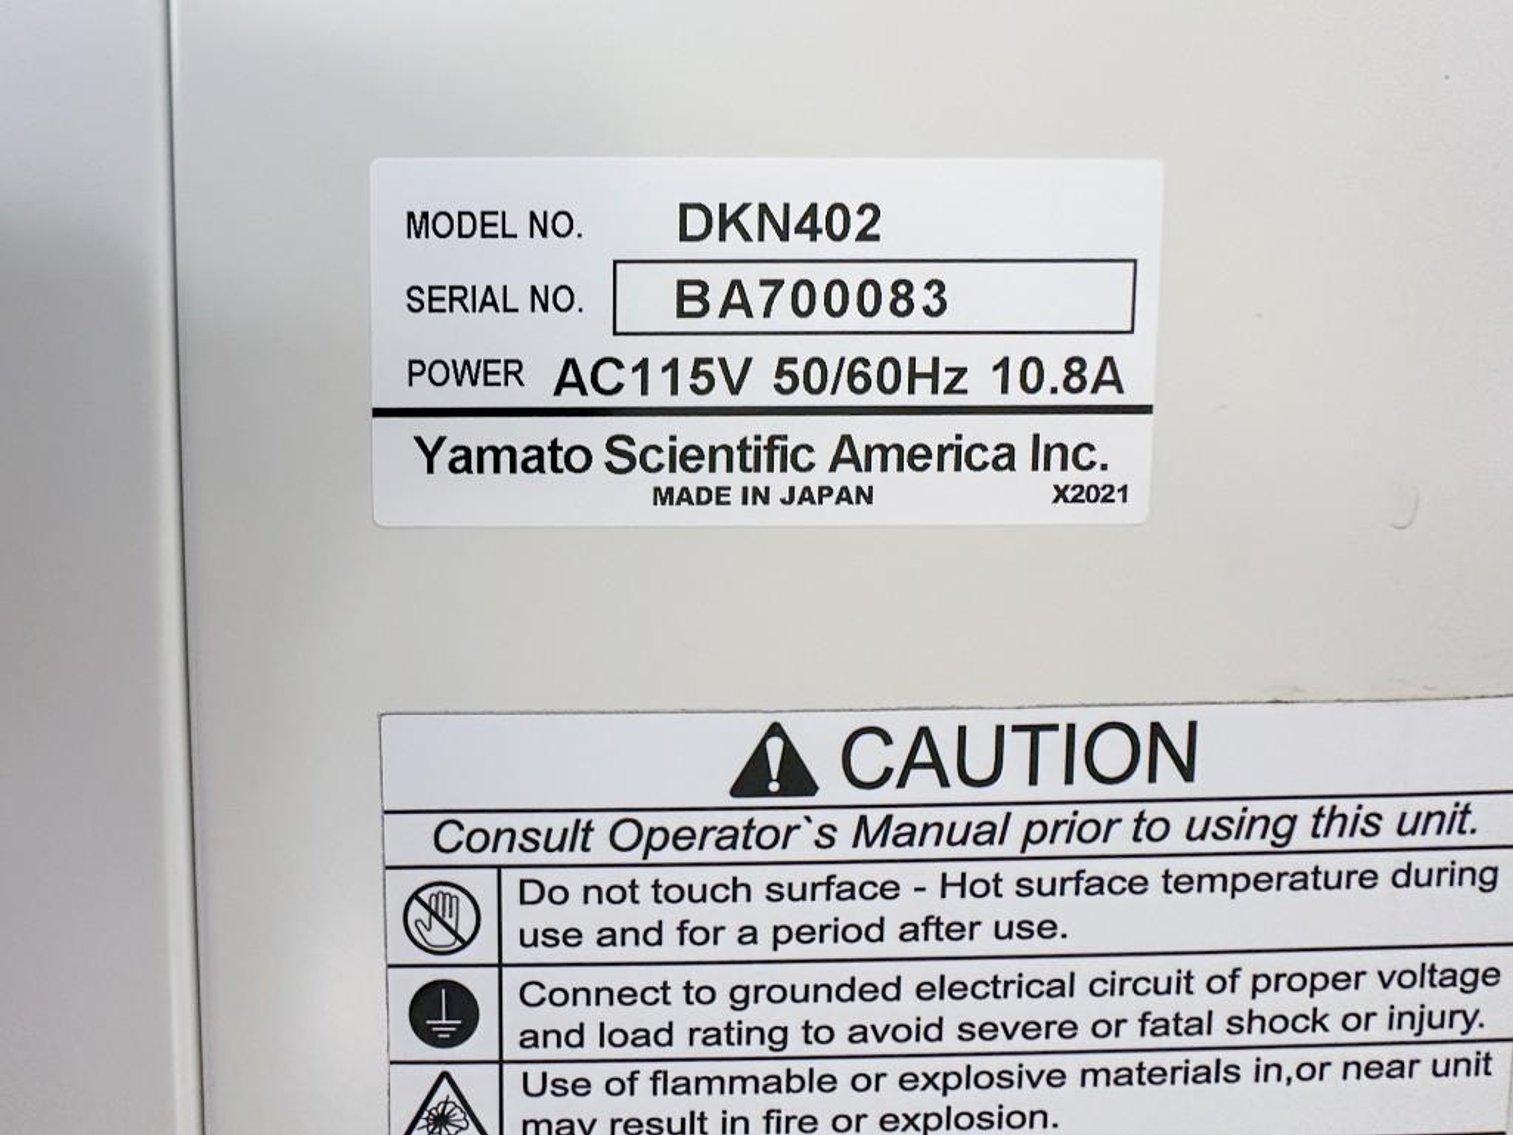 MODEL NO. DKN402
SERIAL NO. BA700083
POWER AC115V 50/60Hz 10.8A
Yamato Scientific America Inc.
MADE IN JAPAN X2021
CAUTION
Consult Operator`s Manual prior to using this unit.
Do not touch surface - Hot surface temperature during
use and for a period after use.
Connect to grounded electrical circuit of proper voltage
and load rating to avoid severe or fatal shock or injury.
Use of flammable or explosive materials in,or near unit
may result in fire or explosion.